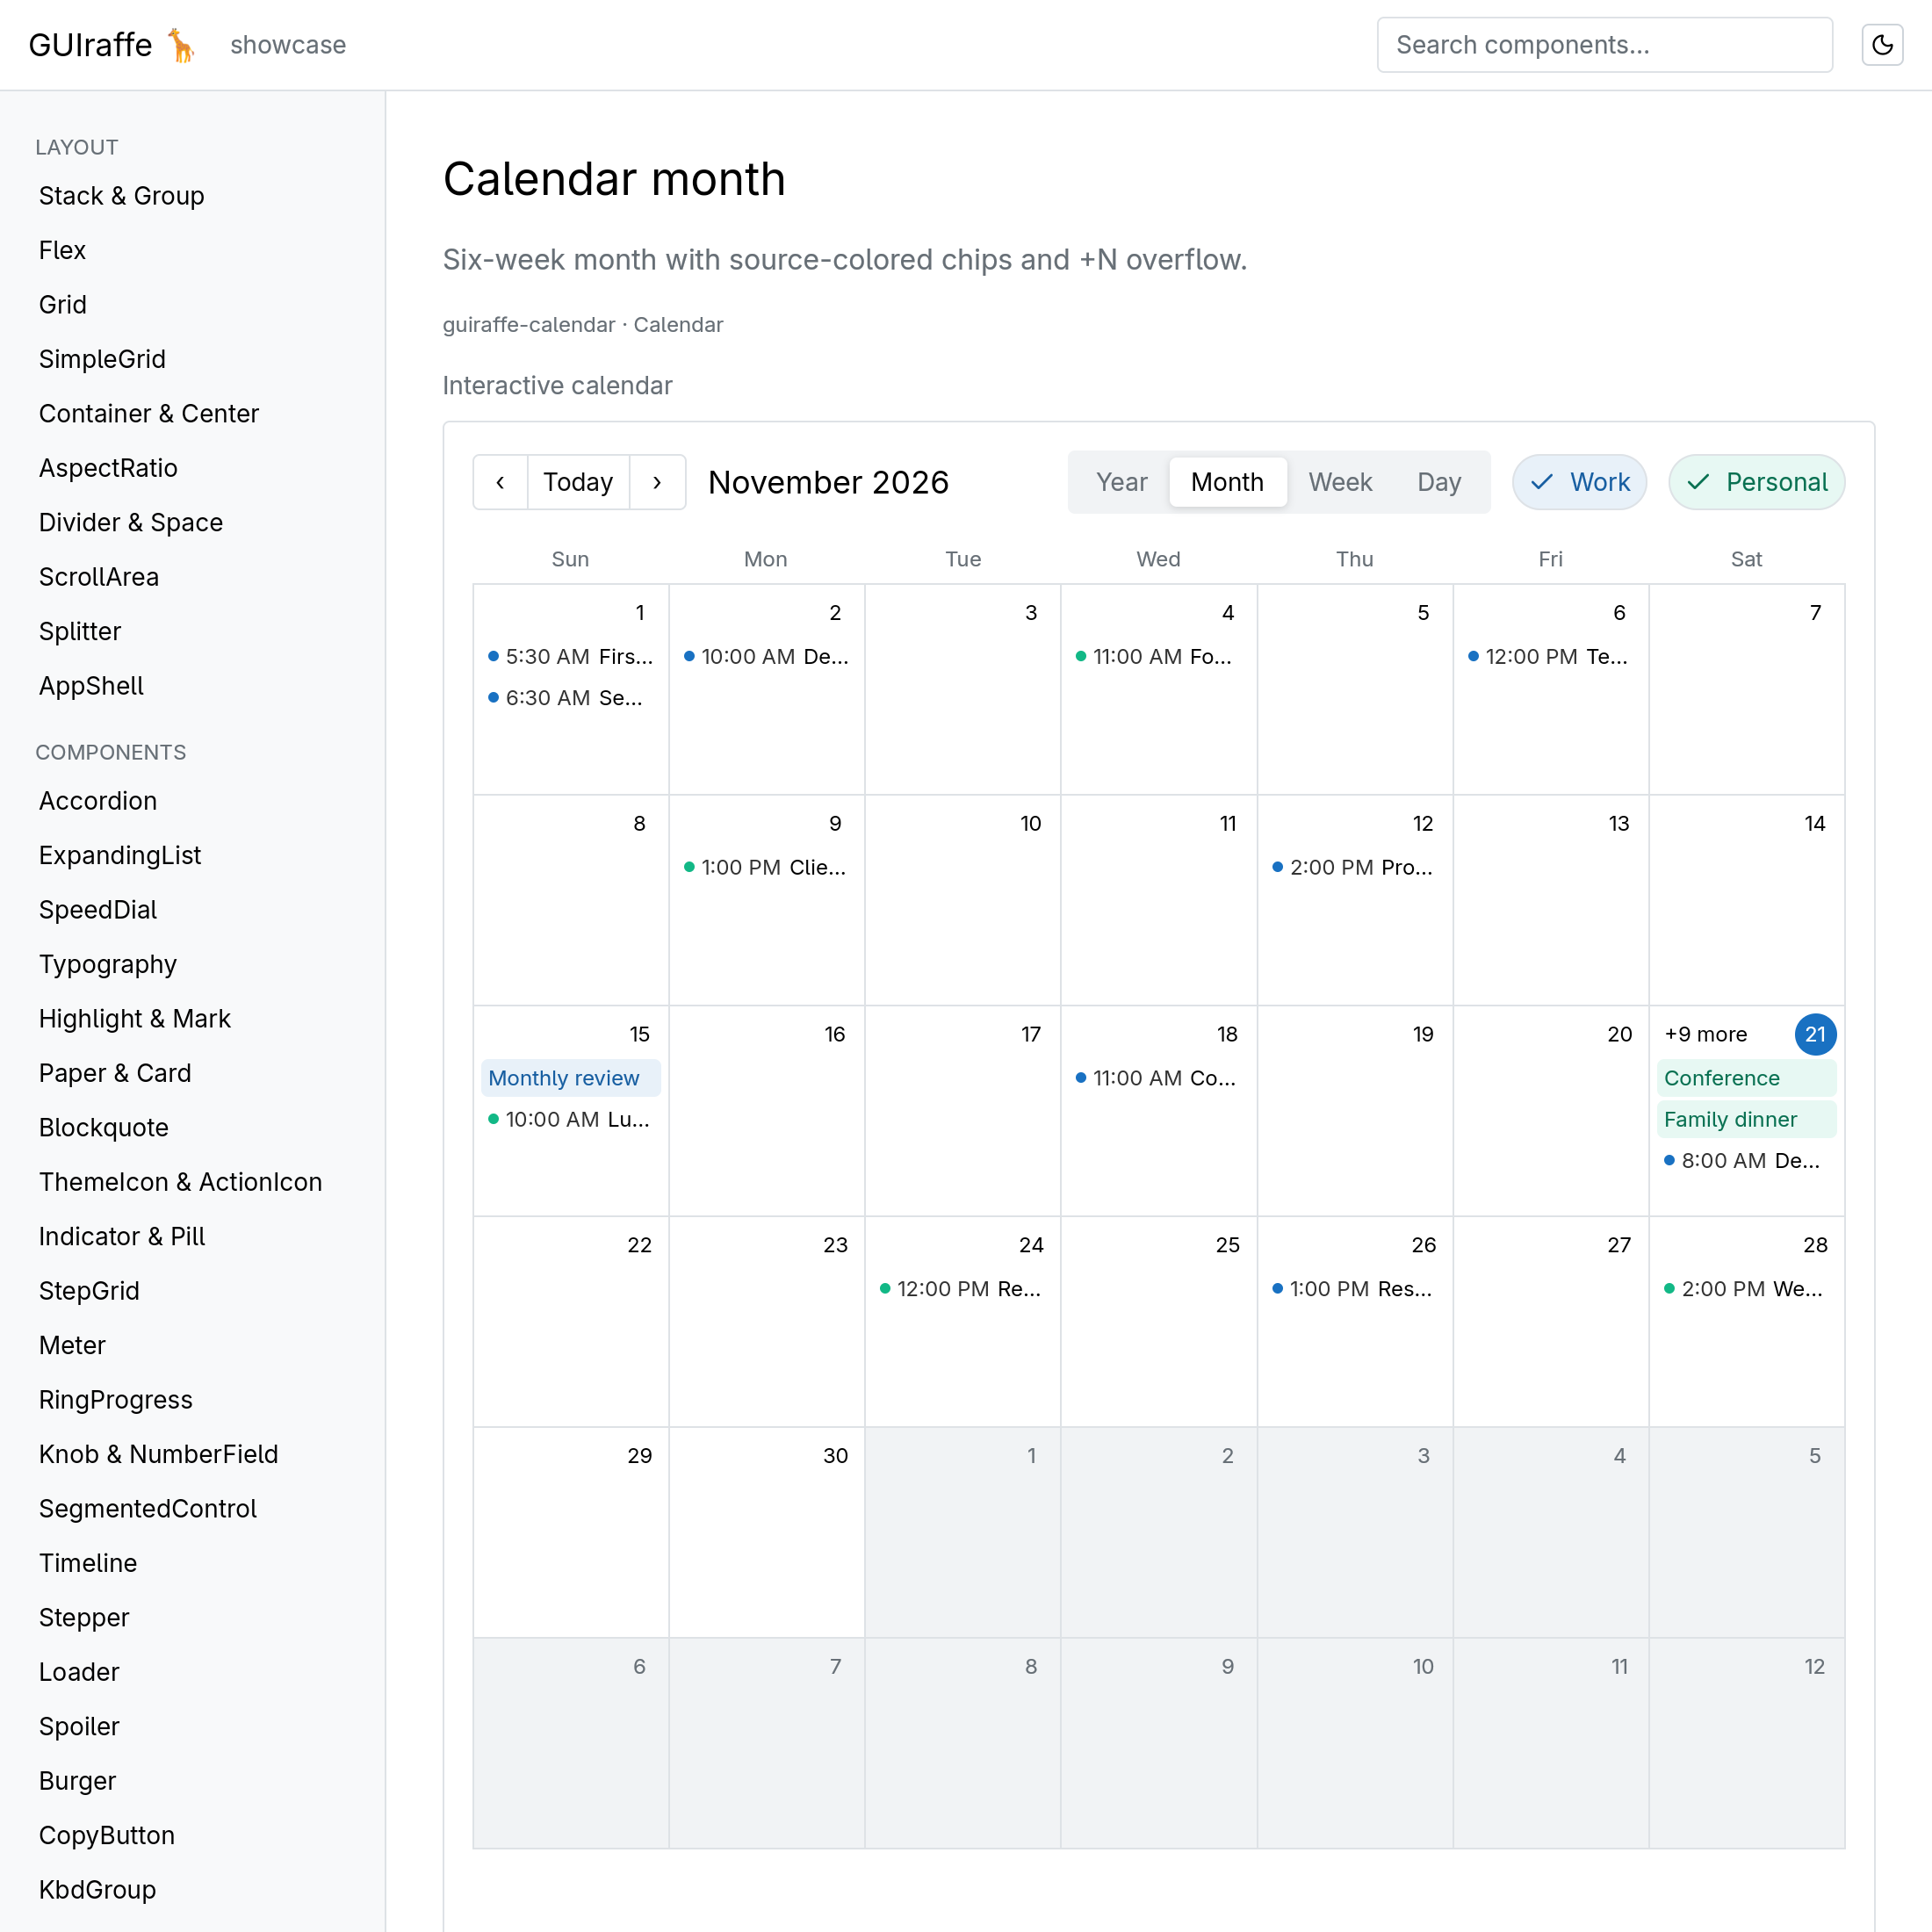 GUIraffe 🦒 showcase
Search components...
LAYOUT
Stack & Group
Flex
Grid
SimpleGrid
Container & Center
AspectRatio
Divider & Space
ScrollArea
Splitter
AppShell
COMPONENTS
Accordion
ExpandingList
SpeedDial
Typography
Highlight & Mark
Paper & Card
Blockquote
ThemeIcon & ActionIcon
Indicator & Pill
StepGrid
Meter
RingProgress
Knob & NumberField
SegmentedControl
Timeline
Stepper
Loader
Spoiler
Burger
CopyButton
KbdGroup
Calendar month
Six-week month with source-colored chips and +N overflow.
guiraffe-calendar · Calendar
Interactive calendar
‹ Today › November 2026 Year Month Week Day ✓ Work ✓ Personal
Sun Mon Tue Wed Thu Fri Sat
1 2 3 4 5 6 7
5:30 AM Firs... 10:00 AM De... 11:00 AM Fo... 12:00 PM Te...
6:30 AM Se...
8 9 10 11 12 13 14
1:00 PM Clie... 2:00 PM Pro...
15 16 17 18 19 20 +9 more 21
Monthly review 11:00 AM Co... Conference
10:00 AM Lu... Family dinner
8:00 AM De...
22 23 24 25 26 27 28
12:00 PM Re... 1:00 PM Res... 2:00 PM We...
29 30 1 2 3 4 5
6 7 8 9 10 11 12